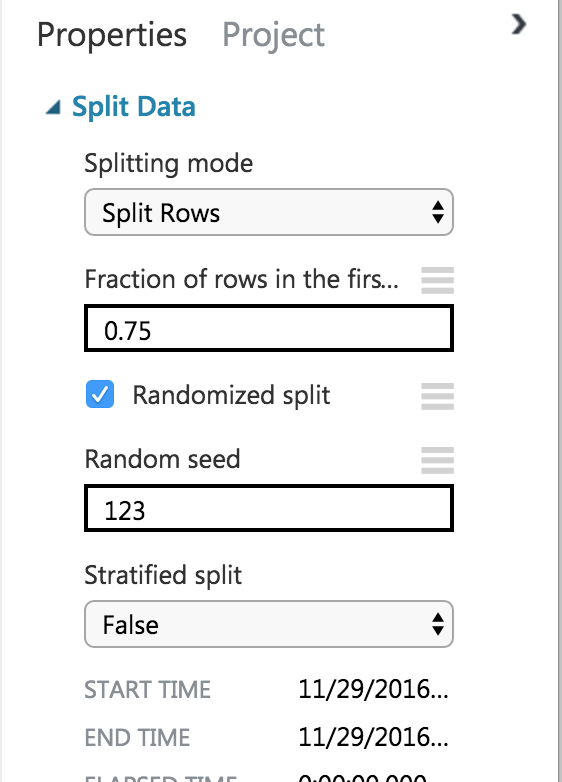 Properties Project
Split Data
Splitting mode
Split Rows
Fraction of rows in the firs...
0.75
Randomized split
Random seed
123
Stratified split
False
START TIME 11/29/2016...
END TIME 11/29/2016...
ELAPSED TIME 0:00:00.000